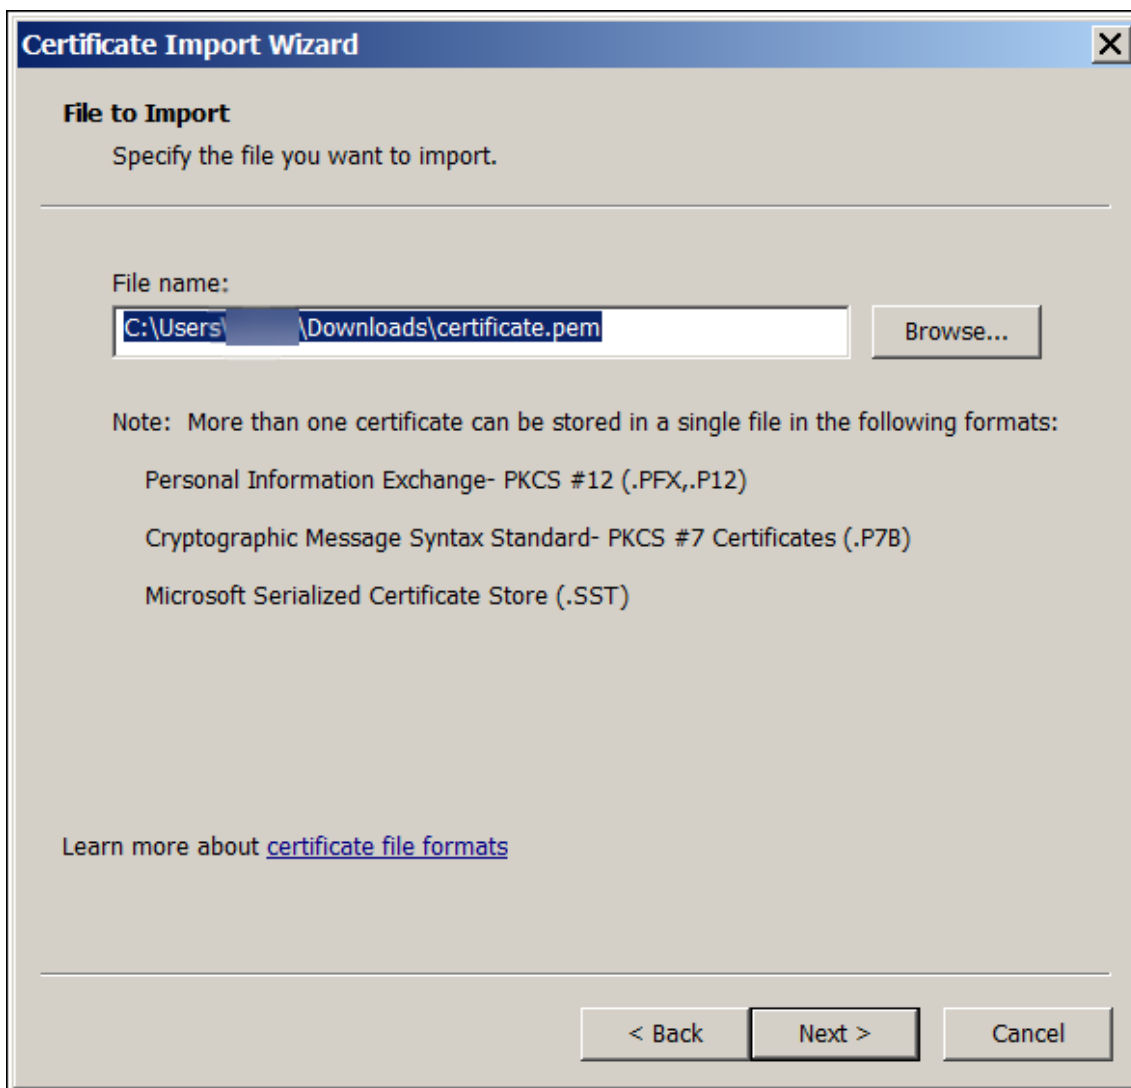 Certificate Import Wizard
File to Import
Specify the file you want to import.
File name:
C:\Users\ \Downloads\certificate.pem
Browse...
Note: More than one certificate can be stored in a single file in the following formats:
Personal Information Exchange- PKCS #12 (.PFX,.P12)
Cryptographic Message Syntax Standard- PKCS #7 Certificates (.P7B)
Microsoft Serialized Certificate Store (.SST)
Learn more about certificate file formats
< Back
Next >
Cancel